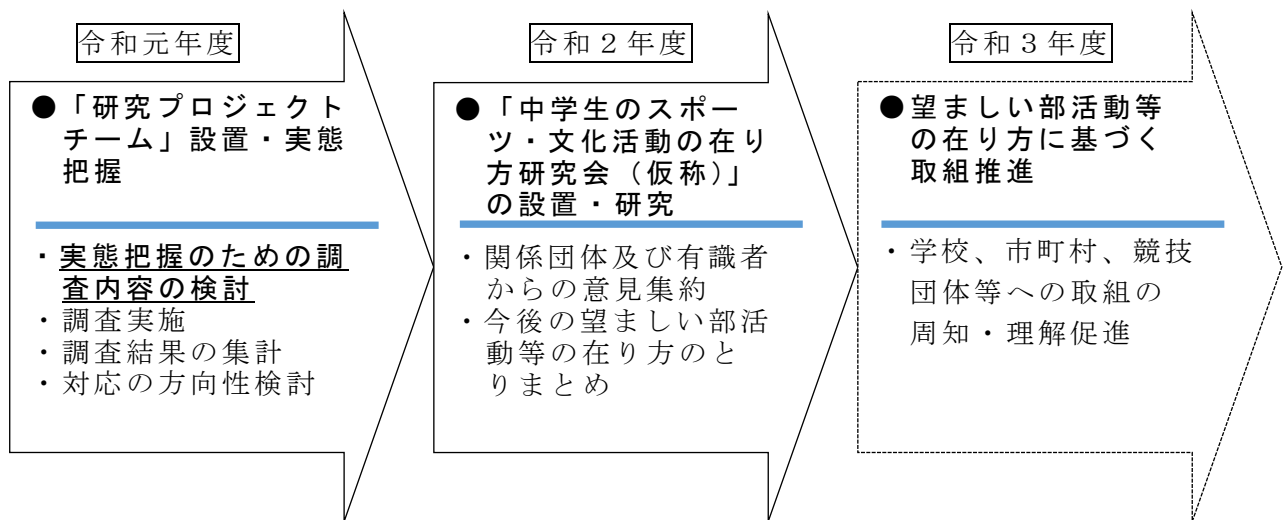 令和元年度
●「研究プロジェクト
チーム」設置・実態
把握
・実態把握のための調
査内容の検討
・調査実施
・調査結果の集計
・対応の方向性検討
令和２年度
●「中学生のスポー
ツ・文化活動の在り
方研究会（仮称）」
の設置・研究
・関係団体及び有識者
からの意見集約
・今後の望ましい部活
動等の在り方のと
りまとめ
令和３年度
●望ましい部活動等
の在り方に基づく
取組推進
・学校、市町村、競技
団体等への取組の
周知・理解促進